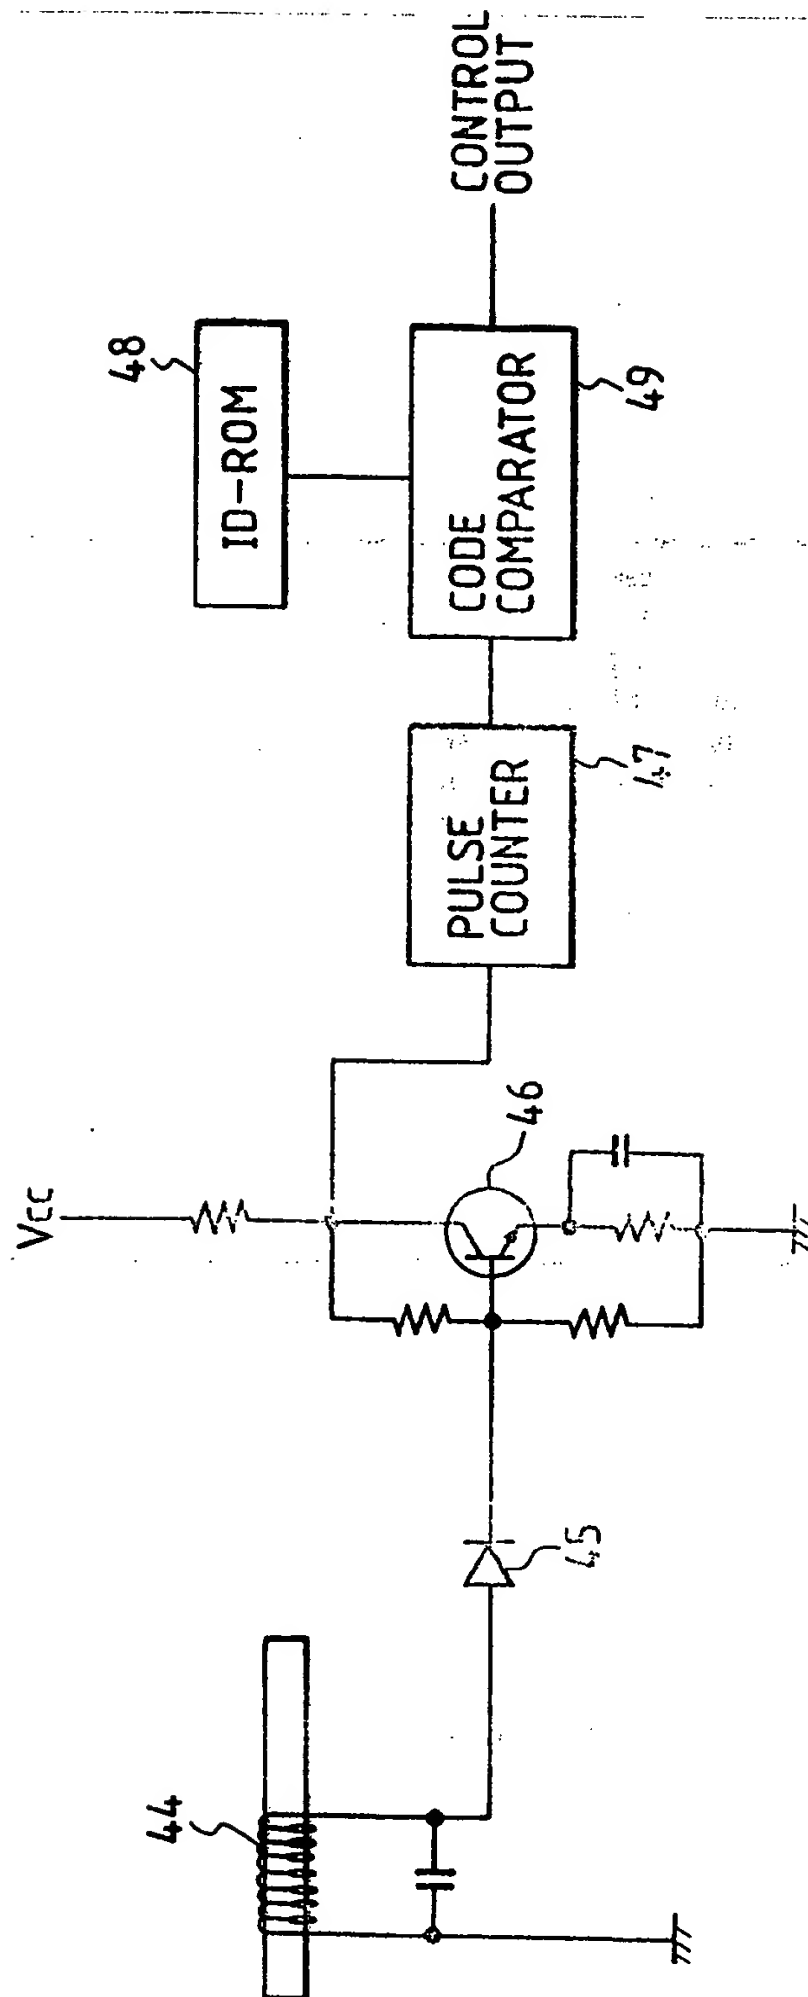 44
45
Vcc
46
PULSE
COUNTER
47
ID-ROM
48
CODE
COMPARATOR
49
CONTROL
OUTPUT